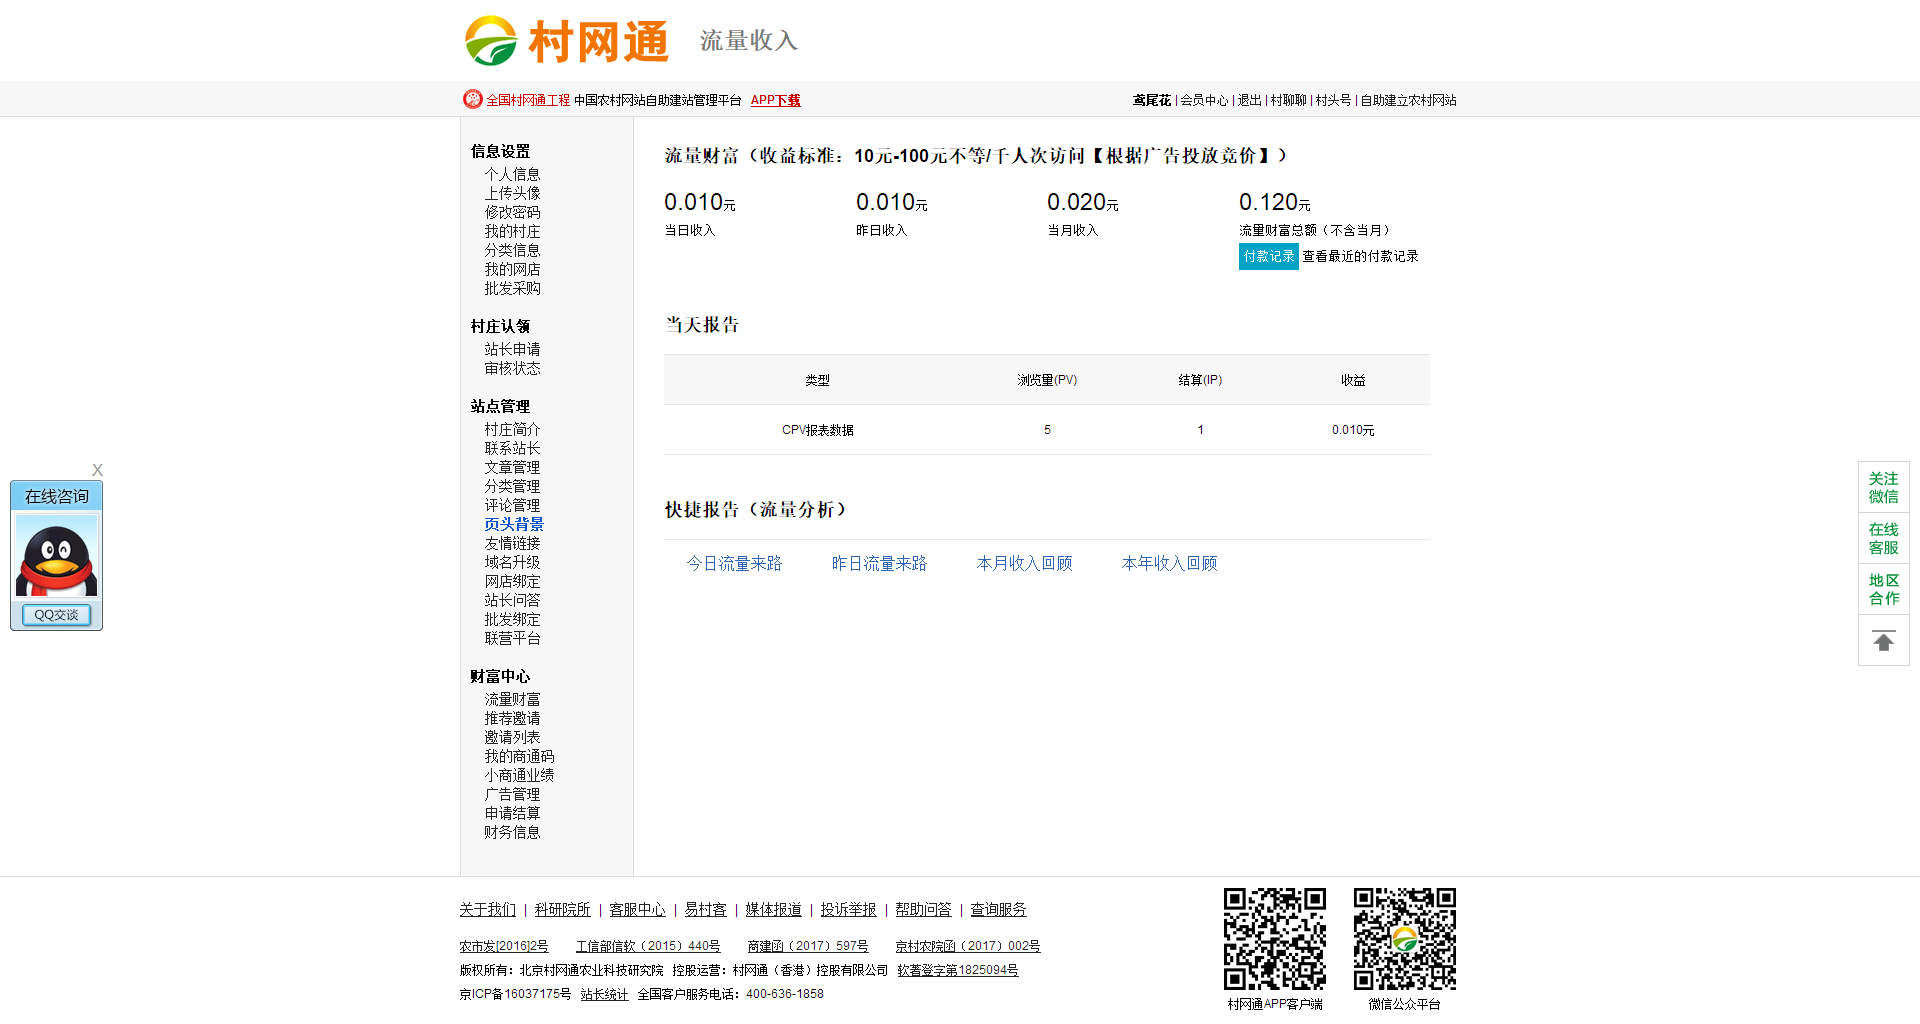 村网通 流量收入
全国村网通工程 中国农村网站自助建站管理平台 APP下载
鸢尾花 | 会员中心 | 退出 | 村聊聊 | 村头号 | 自助建立农村网站
信息设置
个人信息
上传头像
修改密码
我的村庄
分类信息
我的网店
批发采购
村庄认领
站长申请
审核状态
站点管理
村庄简介
联系站长
文章管理
分类管理
评论管理
页头背景
友情链接
域名升级
网店绑定
站长问答
批发绑定
联营平台
财富中心
流量财富
推荐邀请
邀请列表
我的商通码
小商通业绩
广告管理
申请结算
财务信息
流量财富（收益标准：10元-100元不等/千人次访问【根据广告投放竞价】）
0.010元 0.010元 0.020元 0.120元
当日收入 昨日收入 当月收入 流里财富总额（不含当月）
付款记录 查看最近的付款记录
当天报告
类型 浏览量(PV) 结算(IP) 收益
CPV报表数据 5 1 0.010元
快捷报告（流量分析）
今日流量来路 昨日流量来路 本月收入回顾 本年收入回顾
X
在线咨询
QQ交谈
关注
微信
在线
客服
地区
合作
关于我们 | 科研院所 | 客服中心 | 易村客 | 媒体报道 | 投诉举报 | 帮助问答 | 查询服务
农市发[2016]2号 工信部信软（2015）440号 商建函（2017）597号 京村农院函（2017）002号
版权所有：北京村网通农业科技研究院 控股运营：村网通（香港）控股有限公司 软著登字第1825094号
京ICP备16037175号 站长统计 全国客户服务电话：400-636-1858
村网通APP客户端 微信公众平台